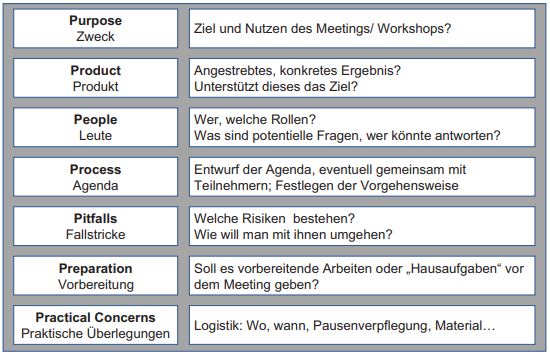 Purpose
Zweck
Ziel und Nutzen des Meetings/ Workshops?
Product
Produkt
Angestrebtes, konkretes Ergebnis?
Unterstützt dieses das Ziel?
People
Leute
Wer, welche Rollen?
Was sind potentielle Fragen, wer könnte antworten?
Process
Agenda
Entwurf der Agenda, eventuell gemeinsam mit
Teilnehmern; Festlegen der Vorgehensweise
Pitfalls
Fallstricke
Welche Risiken bestehen?
Wie will man mit ihnen umgehen?
Preparation
Vorbereitung
Soll es vorbereitende Arbeiten oder „Hausaufgaben“ vor
dem Meeting geben?
Practical Concerns
Praktische Überlegungen
Logistik: Wo, wann, Pausenverpflegung, Material…